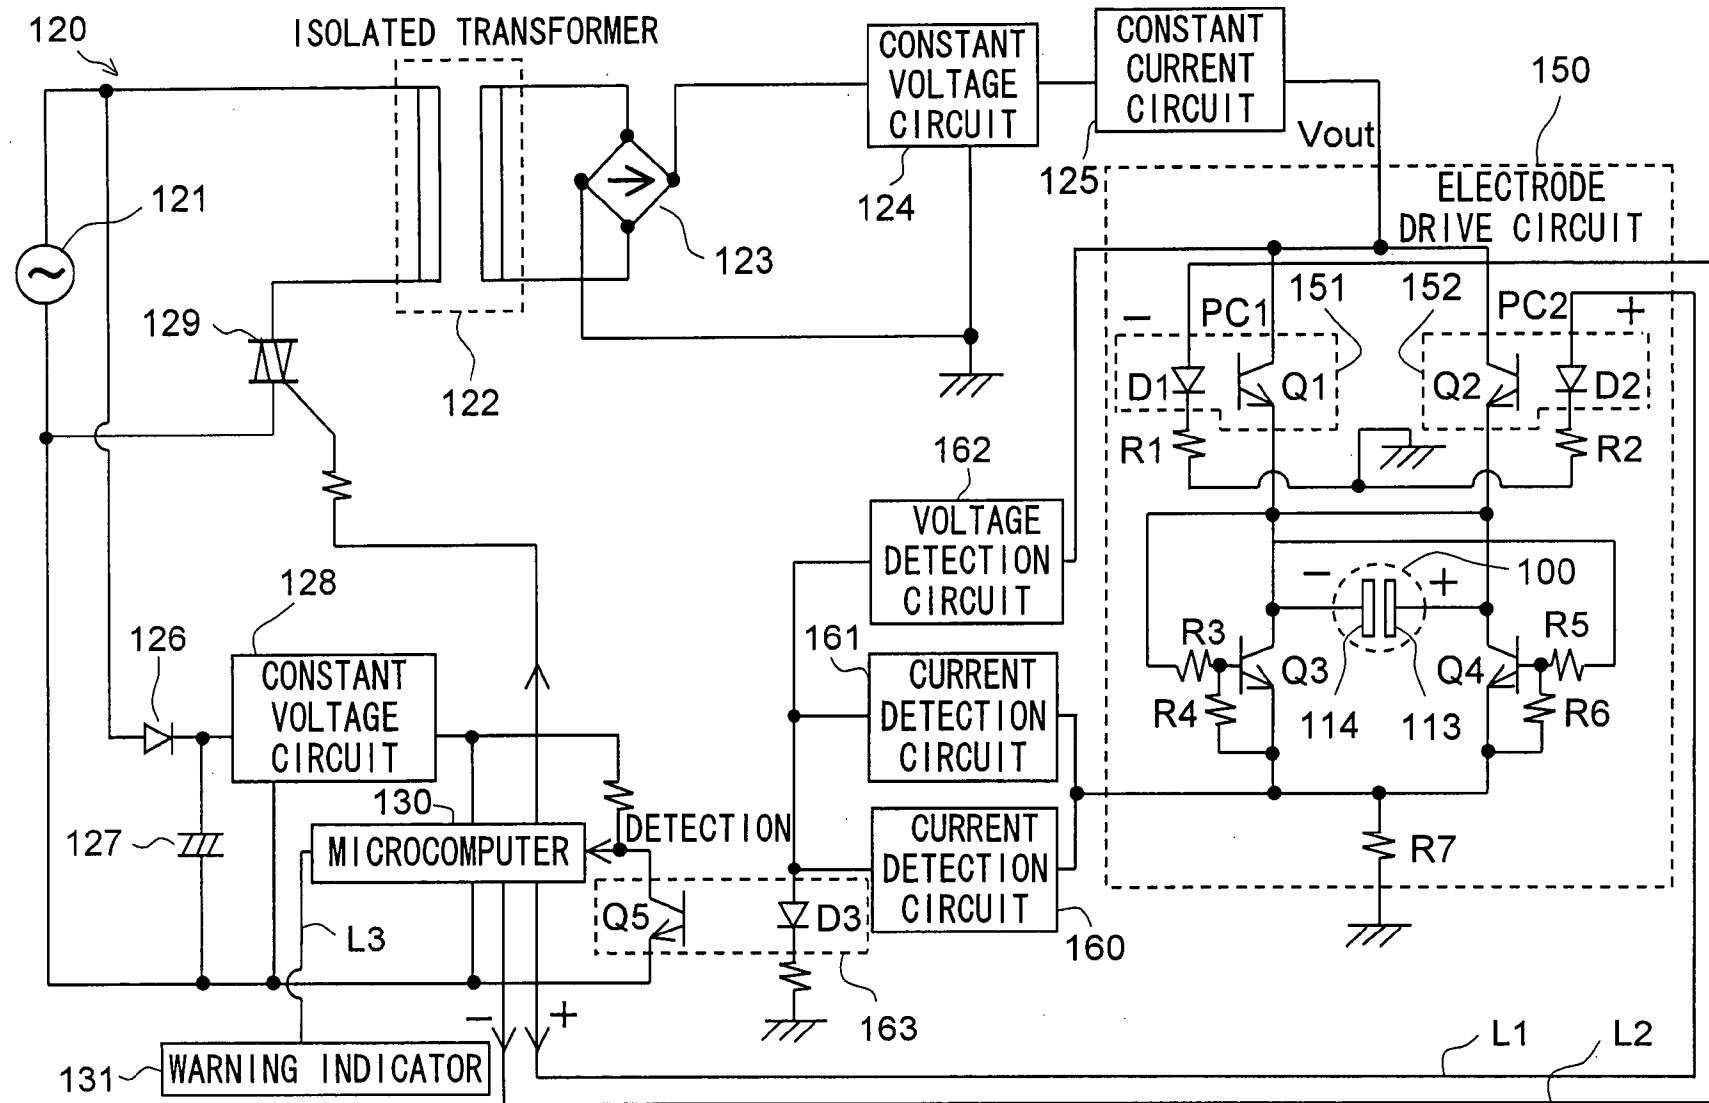 120
ISOLATED TRANSFORMER
CONSTANT
VOLTAGE
CIRCUIT
CONSTANT
CURRENT
CIRCUIT
150
Vout
125
124
ELECTRODE
DRIVE CIRCUIT
121
~
123
151
152
PC1
PC2
−
+
129
122
D1
Q1
Q2
D2
R1
R2
162
VOLTAGE
DETECTION
CIRCUIT
128
100
−
+
126
CONSTANT
VOLTAGE
CIRCUIT
161
CURRENT
DETECTION
CIRCUIT
R3
Q3
Q4
R5
R4
114
113
R6
130
127
MICROCOMPUTER
DETECTION
CURRENT
DETECTION
CIRCUIT
R7
Q5
D3
L3
160
163
−
+
L1
L2
131
WARNING INDICATOR